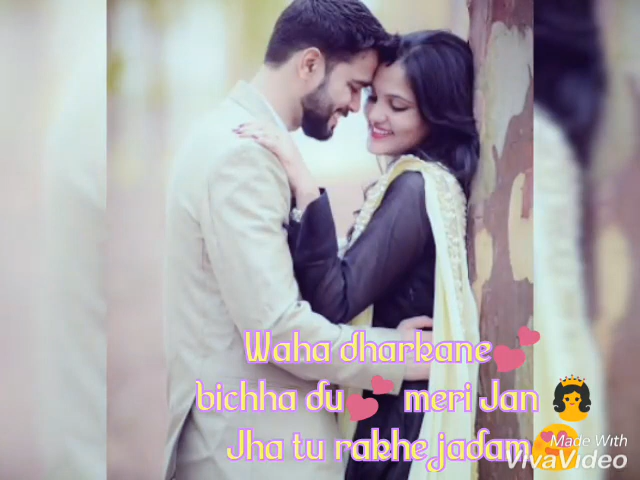 Waha dharkane💕
bichha du💕 meri Jan👸
Jha tu rakhe jadam😍
Made With
VivaVideo